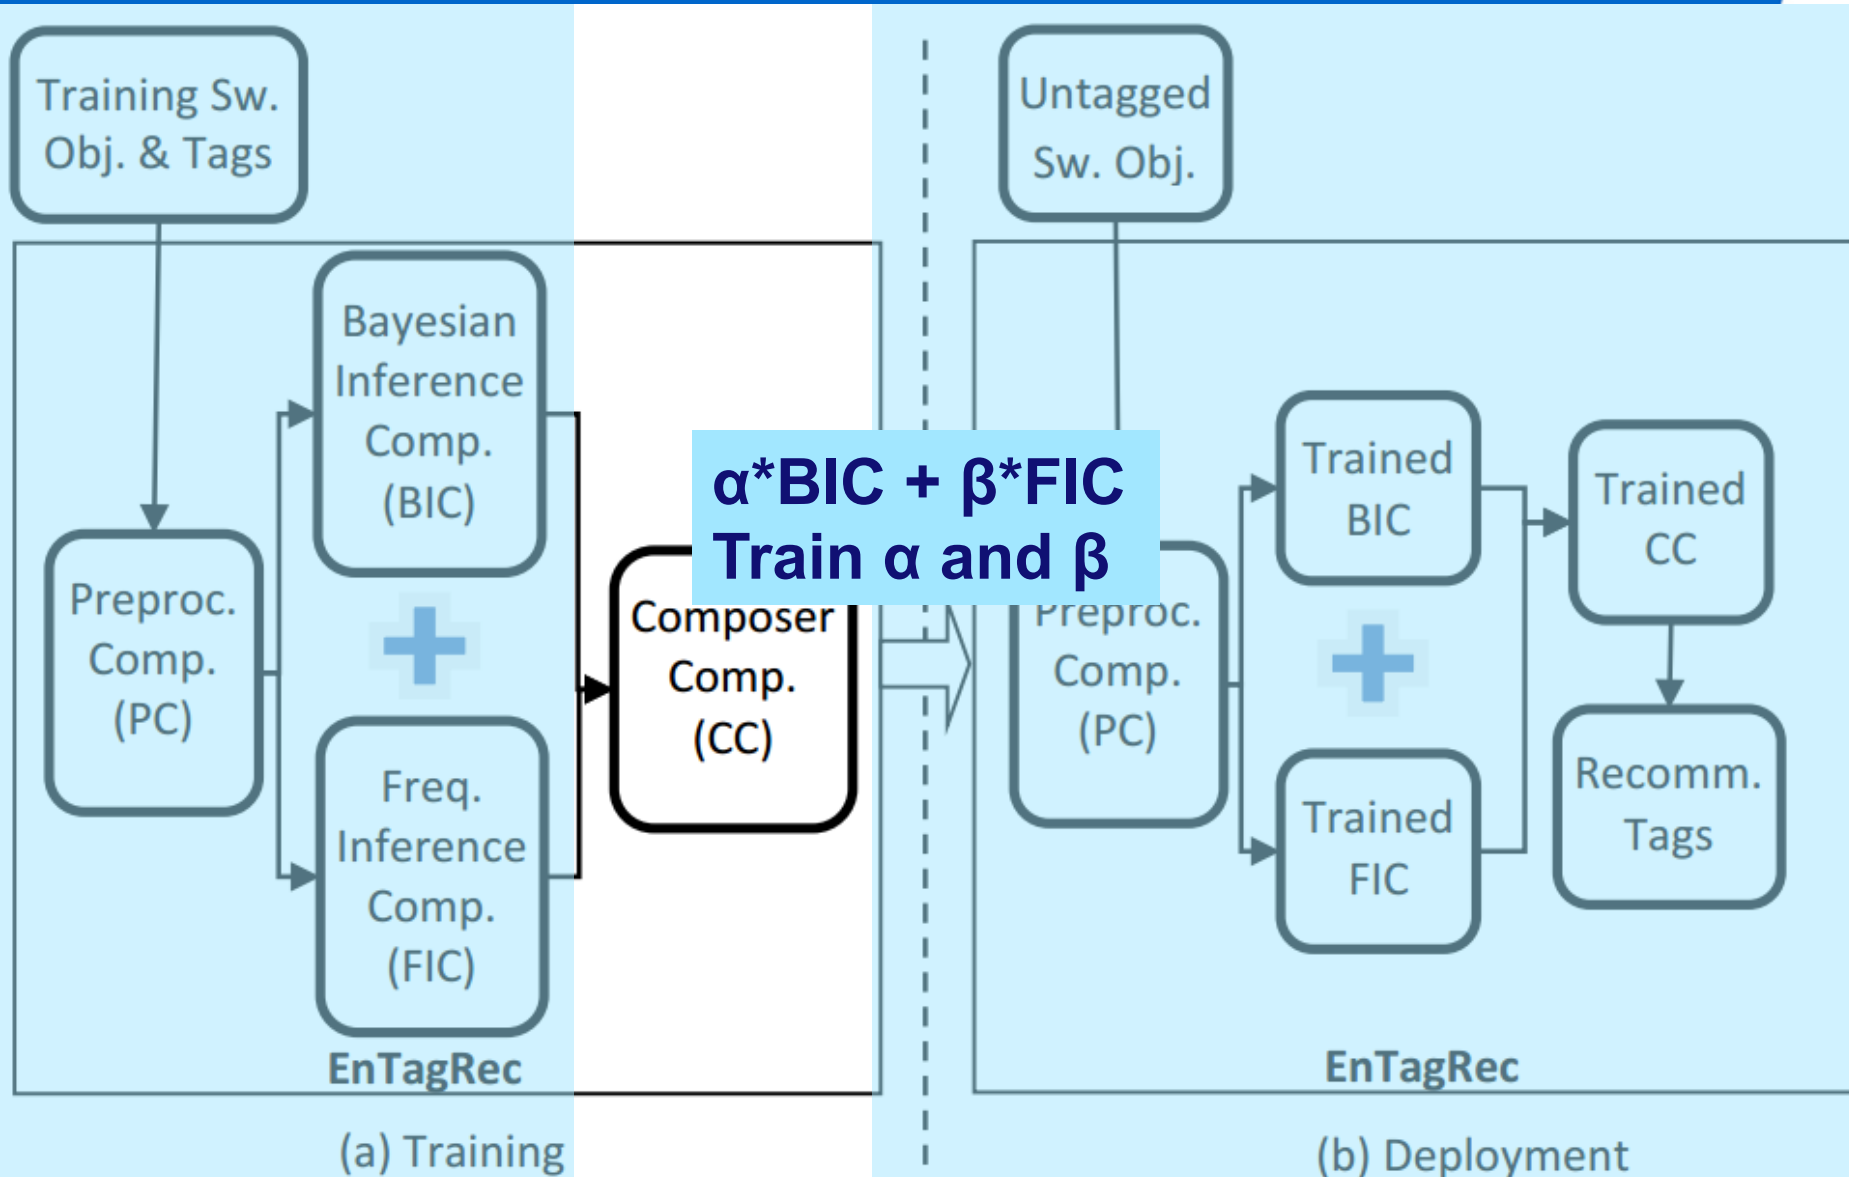 Training Sw.
Obj. & Tags
Preproc.
Comp.
(PC)
Bayesian
Inference
Comp.
(BIC)
Freq.
Inference
Comp.
(FIC)
α*BIC + β*FIC
Train α and β
Composer
Comp.
(CC)
EnTagRec
(a) Training
Untagged
Sw. Obj.
Preproc.
Comp.
(PC)
Trained
BIC
Trained
FIC
Trained
CC
Recomm.
Tags
EnTagRec
(b) Deployment